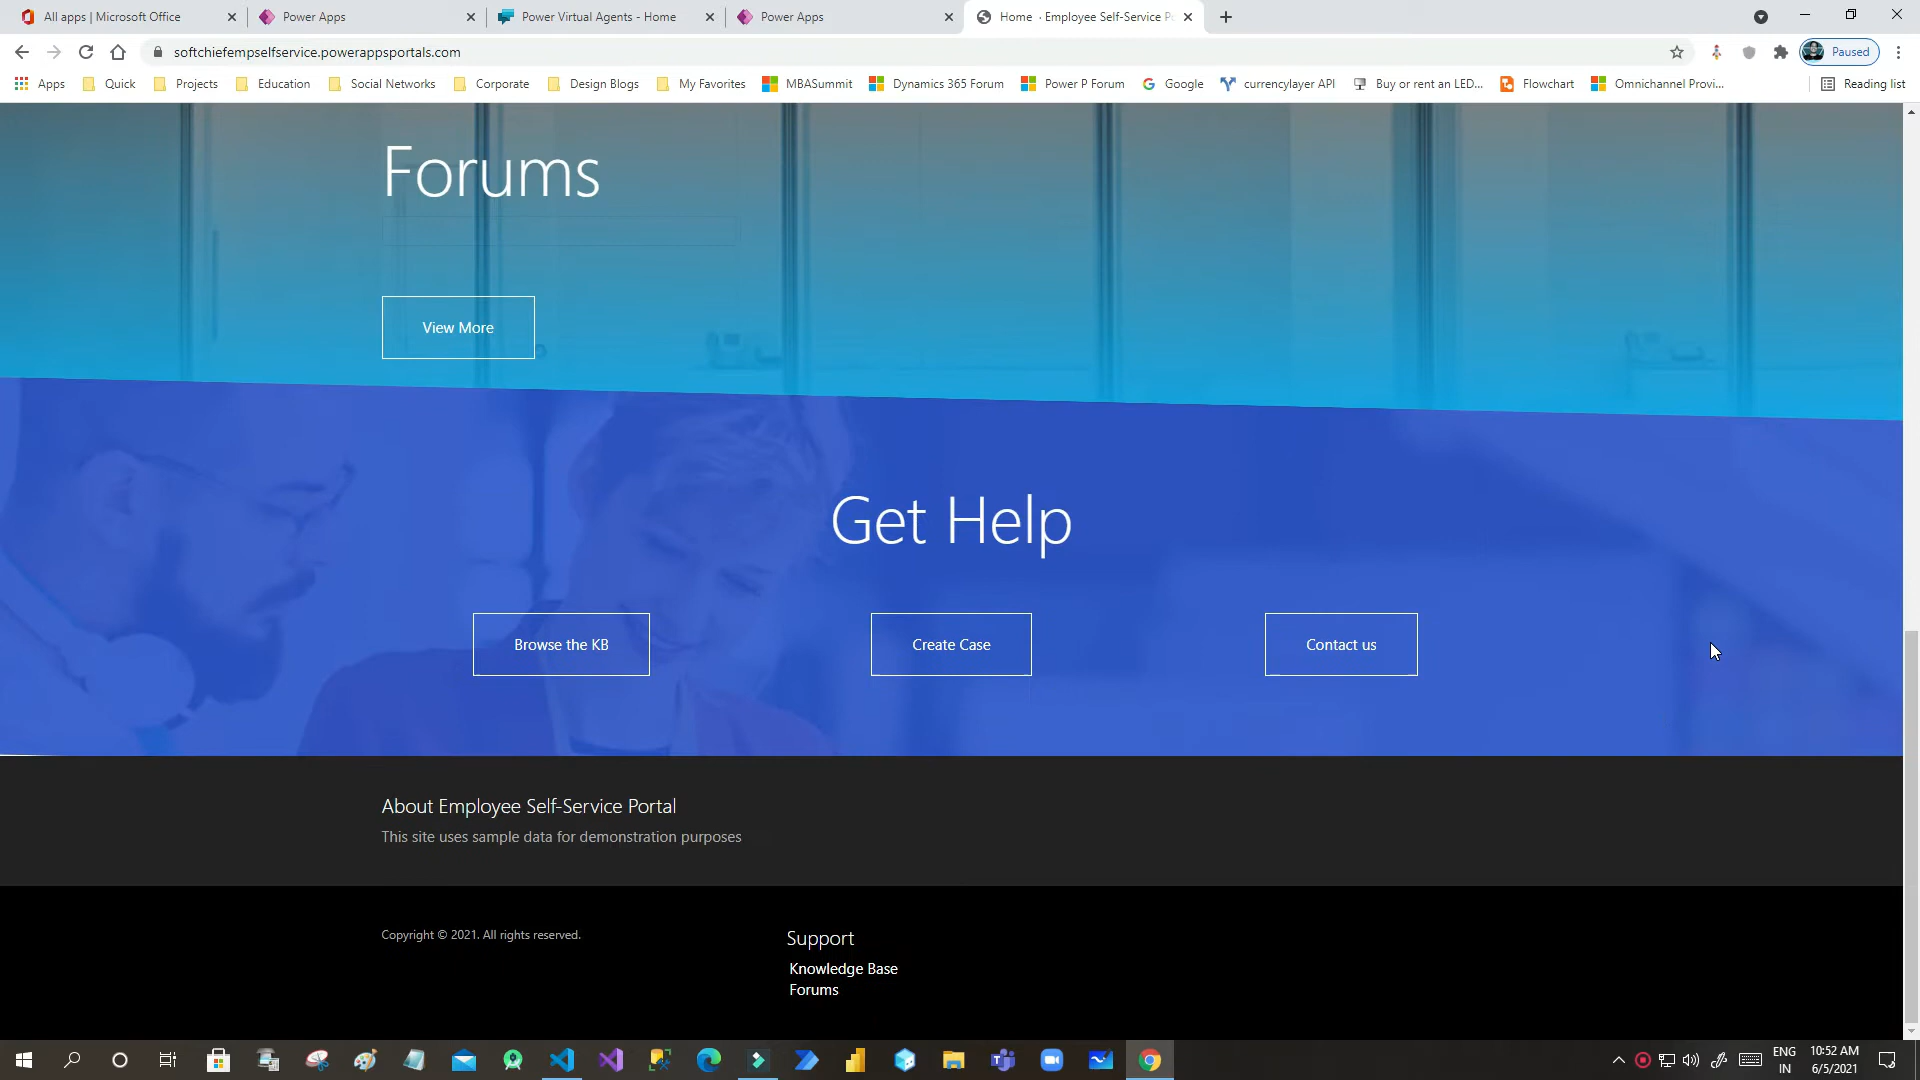 All apps | Microsoft Office
Power Apps
Power Virtual Agents - Home
Power Apps
Home · Employee Self-Service P
softchiefempselfservice.powerappsportals.com
Paused
Apps
Quick
Projects
Education
Social Networks
Corporate
Design Blogs
My Favorites
MBASummit
Dynamics 365 Forum
Power P Forum
Google
currencylayer API
Buy or rent an LED...
Flowchart
Omnichannel Provi...
Reading list
Forums
View More
Get Help
Browse the KB
Create Case
Contact us
About Employee Self-Service Portal
This site uses sample data for demonstration purposes
Copyright © 2021. All rights reserved.
Support
Knowledge Base
Forums
ENG
IN
10:52 AM
6/5/2021